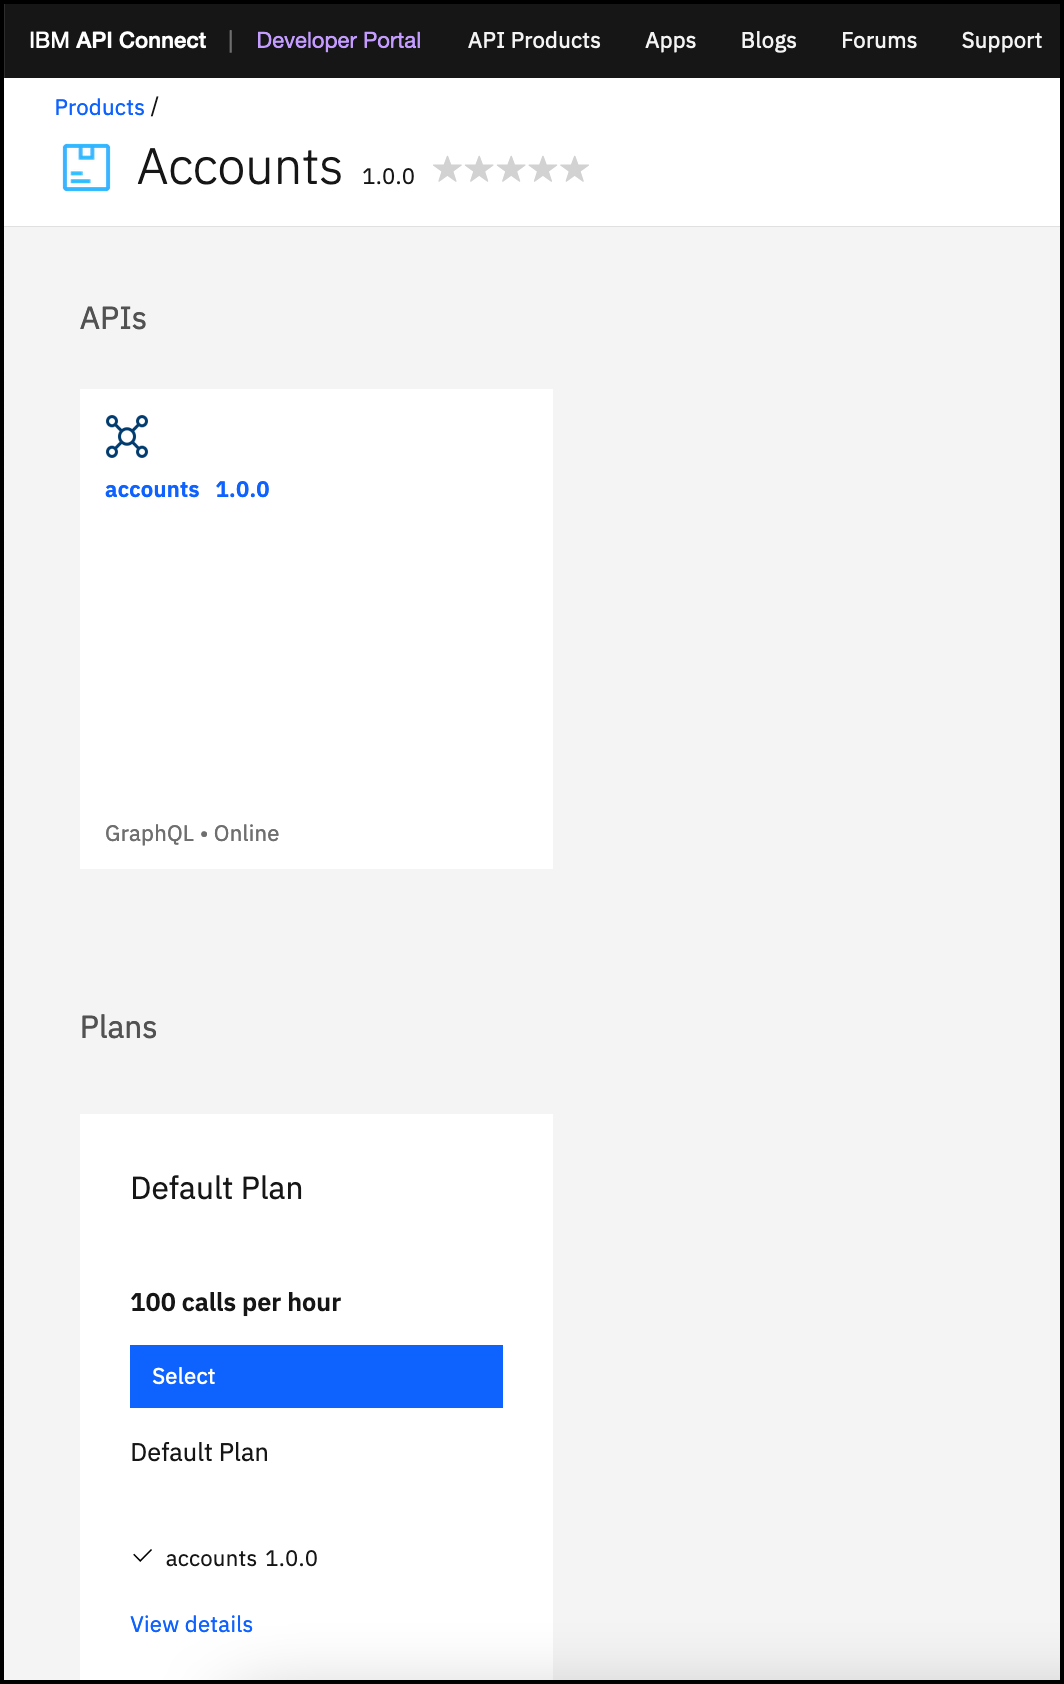 IBM API Connect | Developer Portal API Products Apps Blogs Forums Support
Products /
Accounts 1.0.0
APIs
accounts 1.0.0
GraphQL • Online
Plans
Default Plan
100 calls per hour
Select
Default Plan
accounts 1.0.0
View details